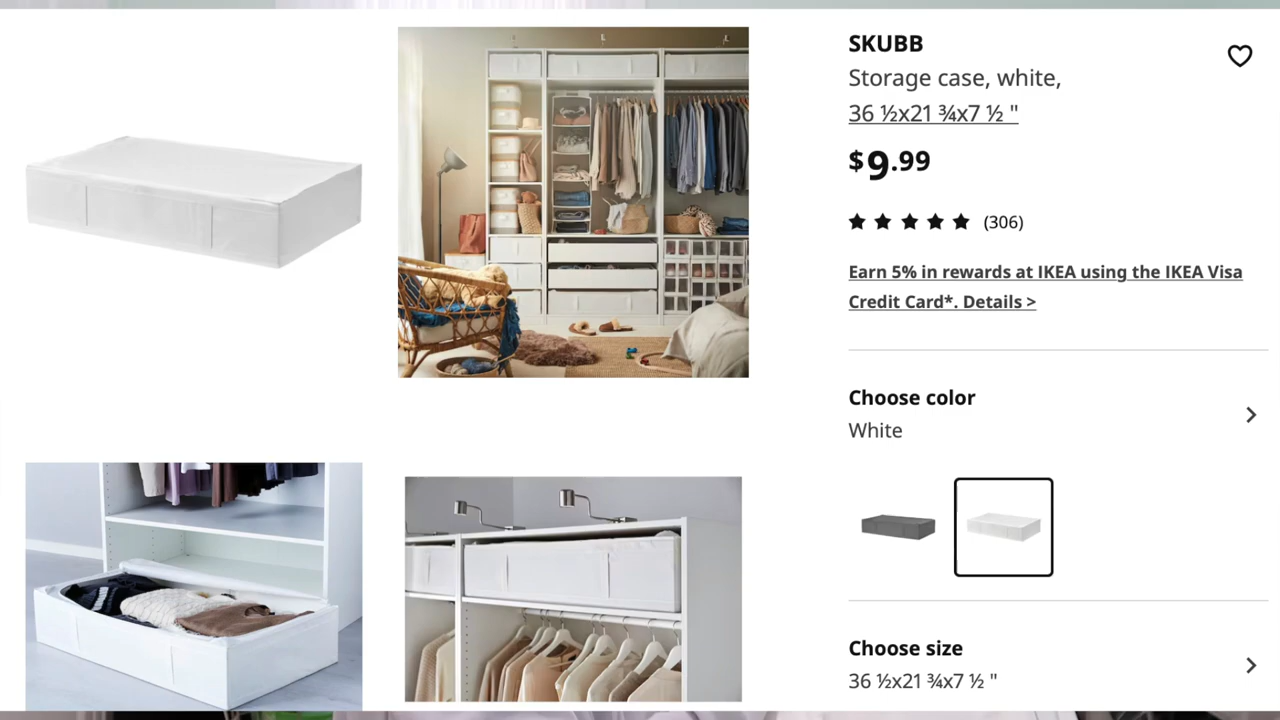 SKUBB
Storage case, white,
36 ½x21 ¾x7 ½ "
$9.99
(306)
Earn 5% in rewards at IKEA using the IKEA Visa
Credit Card*. Details >
Choose color
White
Choose size
36 ½x21 ¾x7 ½ "